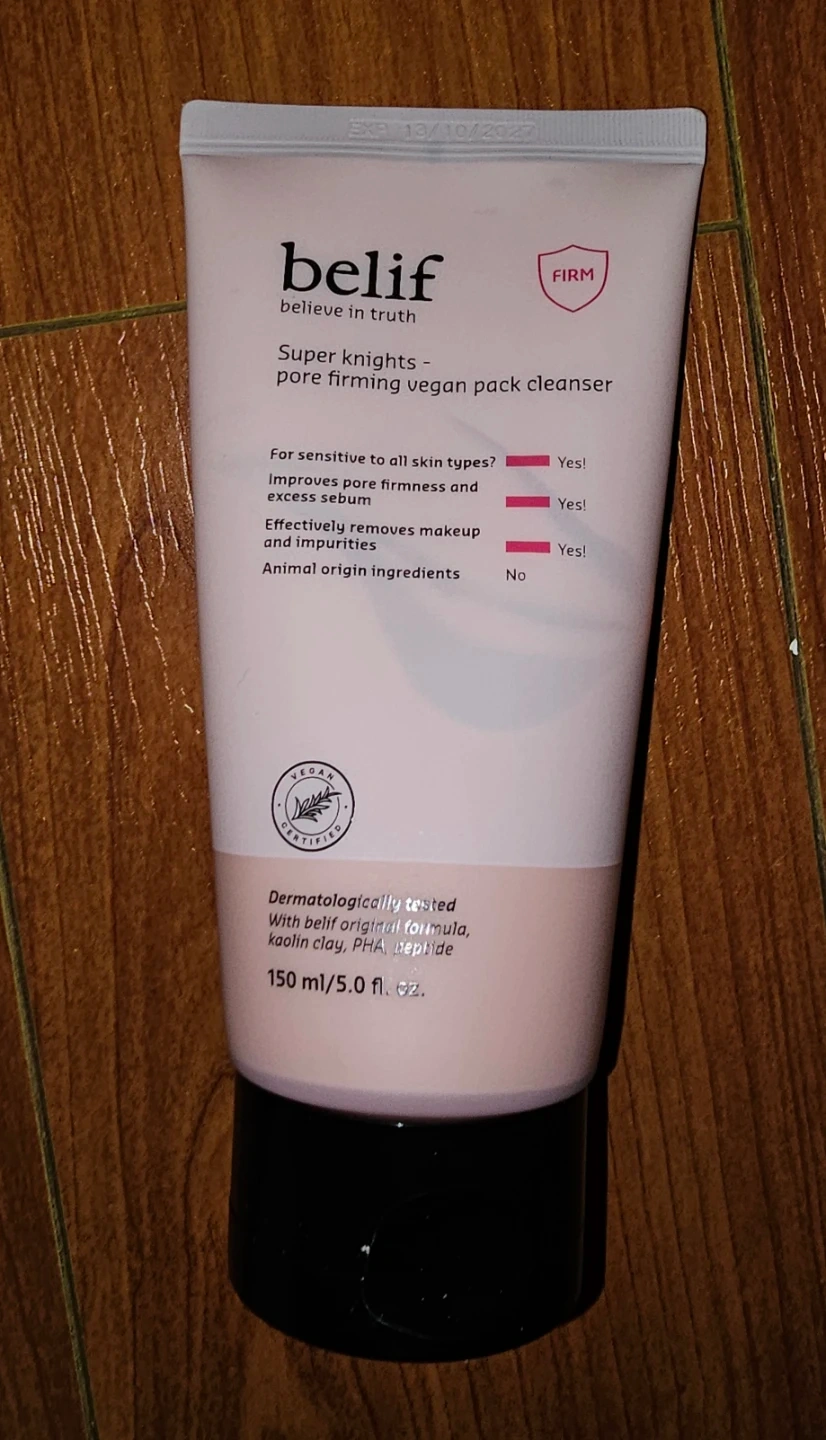 EXP 13/10/2027
belif
believe in truth
FIRM
Super knights -
pore firming vegan pack cleanser
For sensitive to all skin types? Yes!
Improves pore firmness and
excess sebum Yes!
Effectively removes makeup
and impurities Yes!
Animal origin ingredients No
VEGAN
CERTIFIED
Dermatologically tested
With belif original formula,
kaolin clay, PHA, peptide
150 ml/5.0 fl. oz.